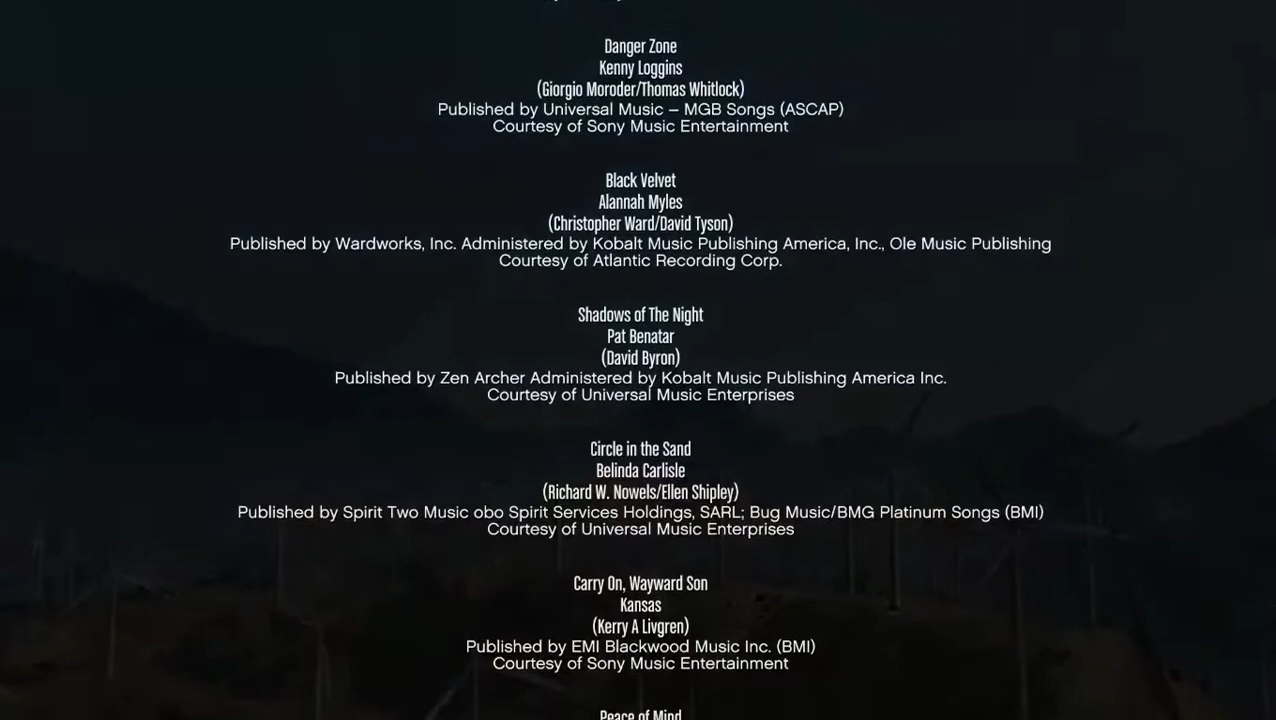 Danger Zone
Kenny Loggins
(Giorgio Moroder/Thomas Whitlock)
Published by Universal Music – MGB Songs (ASCAP)
Courtesy of Sony Music Entertainment
Black Velvet
Alannah Myles
(Christopher Ward/David Tyson)
Published by Wardworks, Inc. Administered by Kobalt Music Publishing America, Inc., Ole Music Publishing
Courtesy of Atlantic Recording Corp.
Shadows of The Night
Pat Benatar
(David Byron)
Published by Zen Archer Administered by Kobalt Music Publishing America Inc.
Courtesy of Universal Music Enterprises
Circle in the Sand
Belinda Carlisle
(Richard W. Nowels/Ellen Shipley)
Published by Spirit Two Music obo Spirit Services Holdings, SARL; Bug Music/BMG Platinum Songs (BMI)
Courtesy of Universal Music Enterprises
Carry On, Wayward Son
Kansas
(Kerry A Livgren)
Published by EMI Blackwood Music Inc. (BMI)
Courtesy of Sony Music Entertainment
Peace of Mind